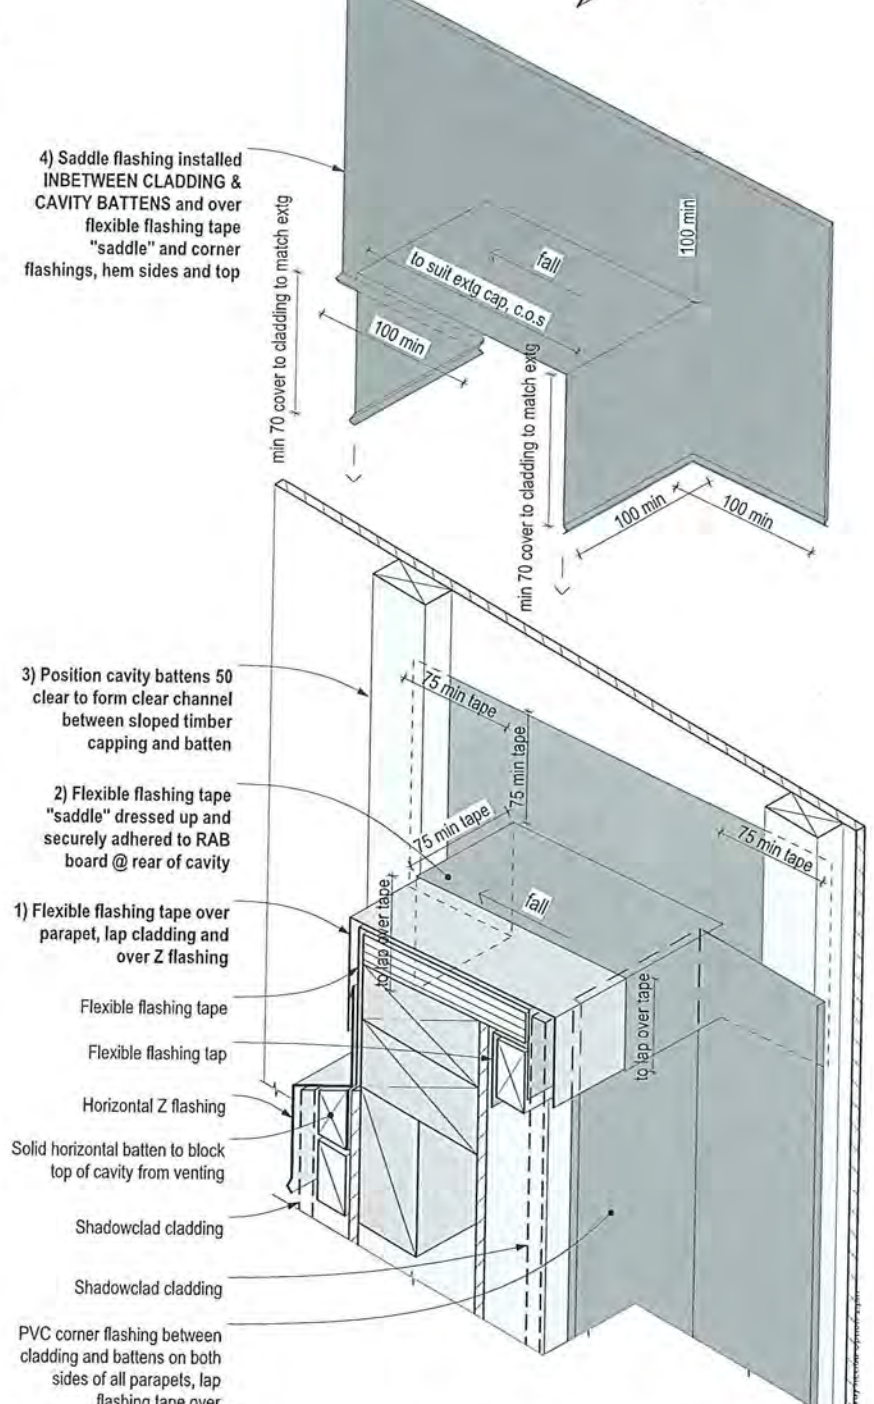 4) Saddle flashing installed
INBETWEEN CLADDING &
CAVITY BATTENS and over
flexible flashing tape
"saddle" and corner
flashings, hem sides and top
min 70 cover to cladding to match extg
100 min
fall
to suit extg cap, c.o.s
100 min
min 70 cover to cladding to match extg
100 min
100 min
3) Position cavity battens 50
clear to form clear channel
between sloped timber
capping and batten
75 min tape
75 min tape
75 min tape
75 min tape
2) Flexible flashing tape
"saddle" dressed up and
securely adhered to RAB
board @ rear of cavity
1) Flexible flashing tape over
parapet, lap cladding and
over Z flashing
to lap over tape
fall
to lap over tape
Flexible flashing tape
Flexible flashing tap
Horizontal Z flashing
Solid horizontal batten to block
top of cavity from venting
Shadowclad cladding
Shadowclad cladding
PVC corner flashing between
cladding and battens on both
sides of all parapets, lap
flashing tape over